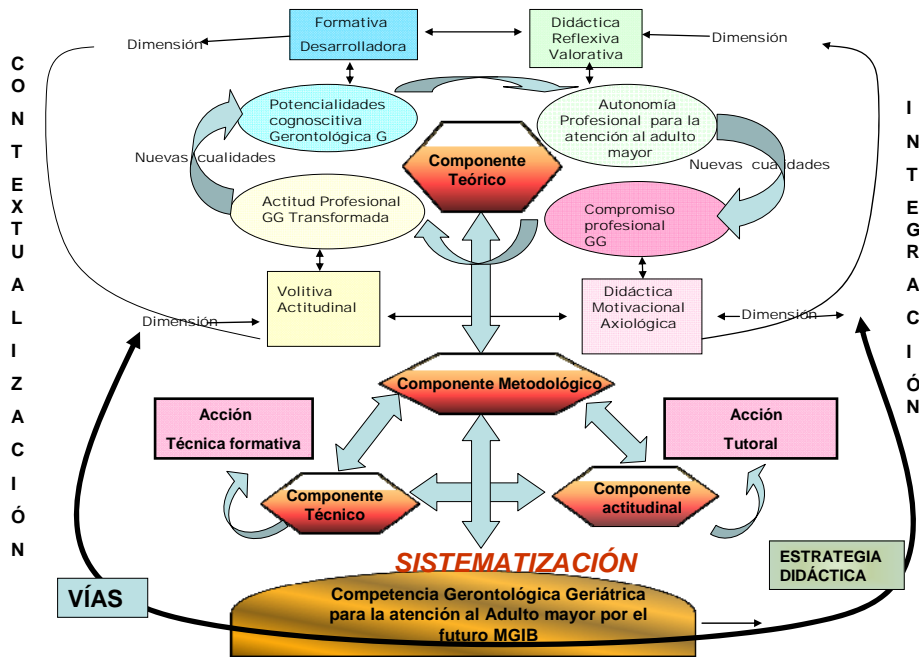 CONTEXTUALIZACIÓN
INTEGRACIÓN
Dimensión
Formativa
Desarrolladora
Didáctica
Reflexiva
Valorativa
Dimensión
Potencialidades
cognoscitiva
Gerontológica G
Autonomía
Profesional para la
atención al adulto
mayor
Nuevas cualidades
Componente
Teórico
Nuevas cualidades
Actitud Profesional
GG Transformada
Compromiso
profesional
GG
Volitiva
Actitudinal
Didáctica
Motivacional
Axiológica
Dimensión
Dimensión
Componente Metodológico
Acción
Técnica formativa
Acción
Tutoral
Componente
Técnico
Componente
actitudinal
SISTEMATIZACIÓN
ESTRATEGIA
DIDÁCTICA
VÍAS
Competencia Gerontológica Geriátrica
para la atención al Adulto mayor por el
futuro MGIB